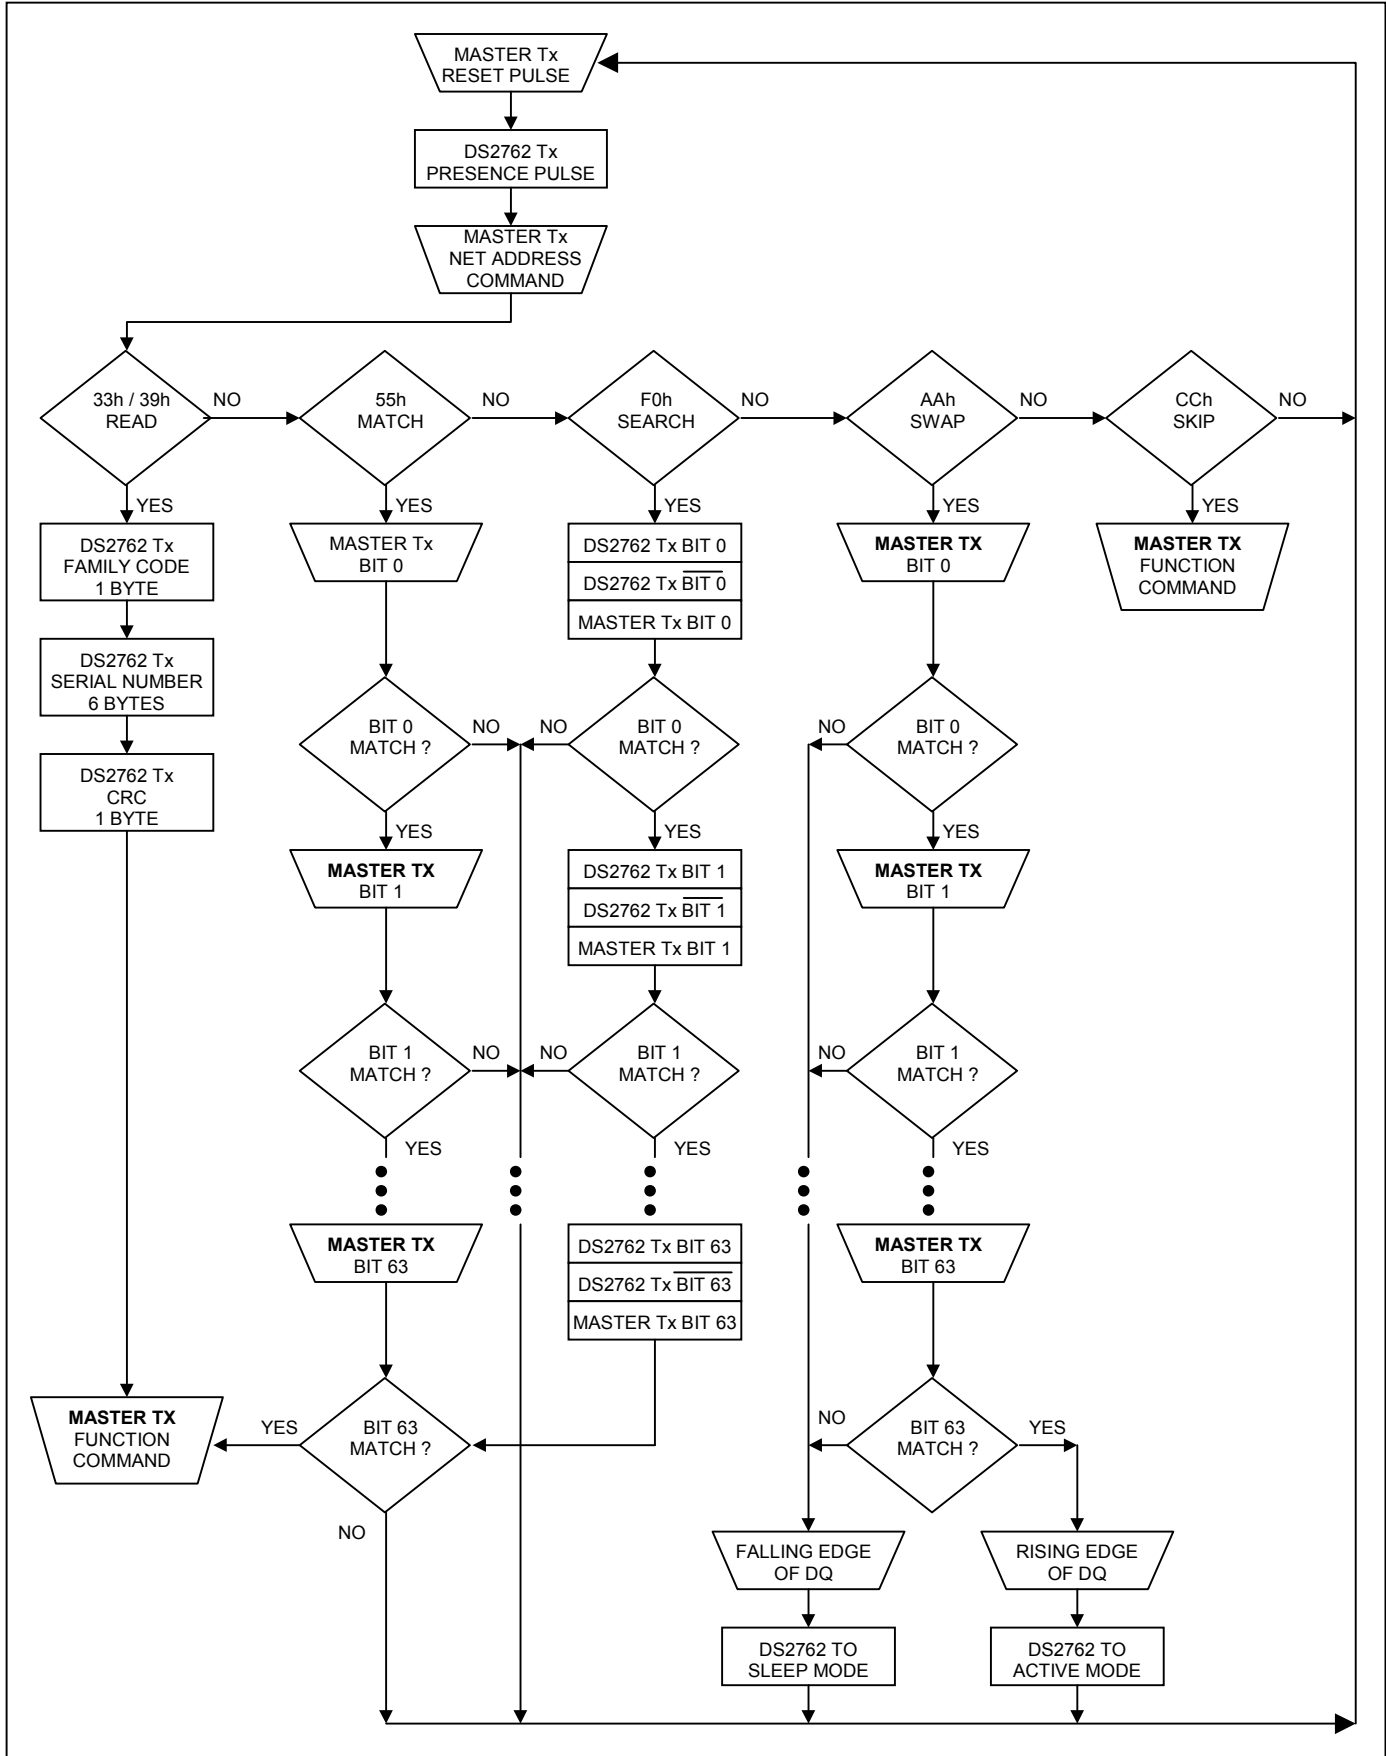 MASTER Tx
RESET PULSE
DS2762 Tx
PRESENCE PULSE
MASTER Tx
NET ADDRESS
COMMAND
33h / 39h
READ
NO
55h
MATCH
NO
F0h
SEARCH
NO
AAh
SWAP
NO
CCh
SKIP
NO
YES
YES
YES
YES
YES
DS2762 Tx
FAMILY CODE
1 BYTE
MASTER Tx
BIT 0
DS2762 Tx BIT 0
DS2762 Tx B̅I̅T̅ ̅0̅
MASTER Tx BIT 0
MASTER TX
BIT 0
MASTER TX
FUNCTION
COMMAND
DS2762 Tx
SERIAL NUMBER
6 BYTES
DS2762 Tx
CRC
1 BYTE
BIT 0
MATCH ?
NO
NO
BIT 0
MATCH ?
NO
BIT 0
MATCH ?
YES
YES
YES
MASTER TX
BIT 1
DS2762 Tx BIT 1
DS2762 Tx B̅I̅T̅ ̅1̅
MASTER Tx BIT 1
MASTER TX
BIT 1
BIT 1
MATCH ?
NO
NO
BIT 1
MATCH ?
NO
BIT 1
MATCH ?
YES
YES
YES
MASTER TX
BIT 63
DS2762 Tx BIT 63
DS2762 Tx B̅I̅T̅ ̅6̅3̅
MASTER Tx BIT 63
MASTER TX
BIT 63
MASTER TX
FUNCTION
COMMAND
YES
BIT 63
MATCH ?
NO
NO
BIT 63
MATCH ?
YES
FALLING EDGE
OF DQ
RISING EDGE
OF DQ
DS2762 TO
SLEEP MODE
DS2762 TO
ACTIVE MODE